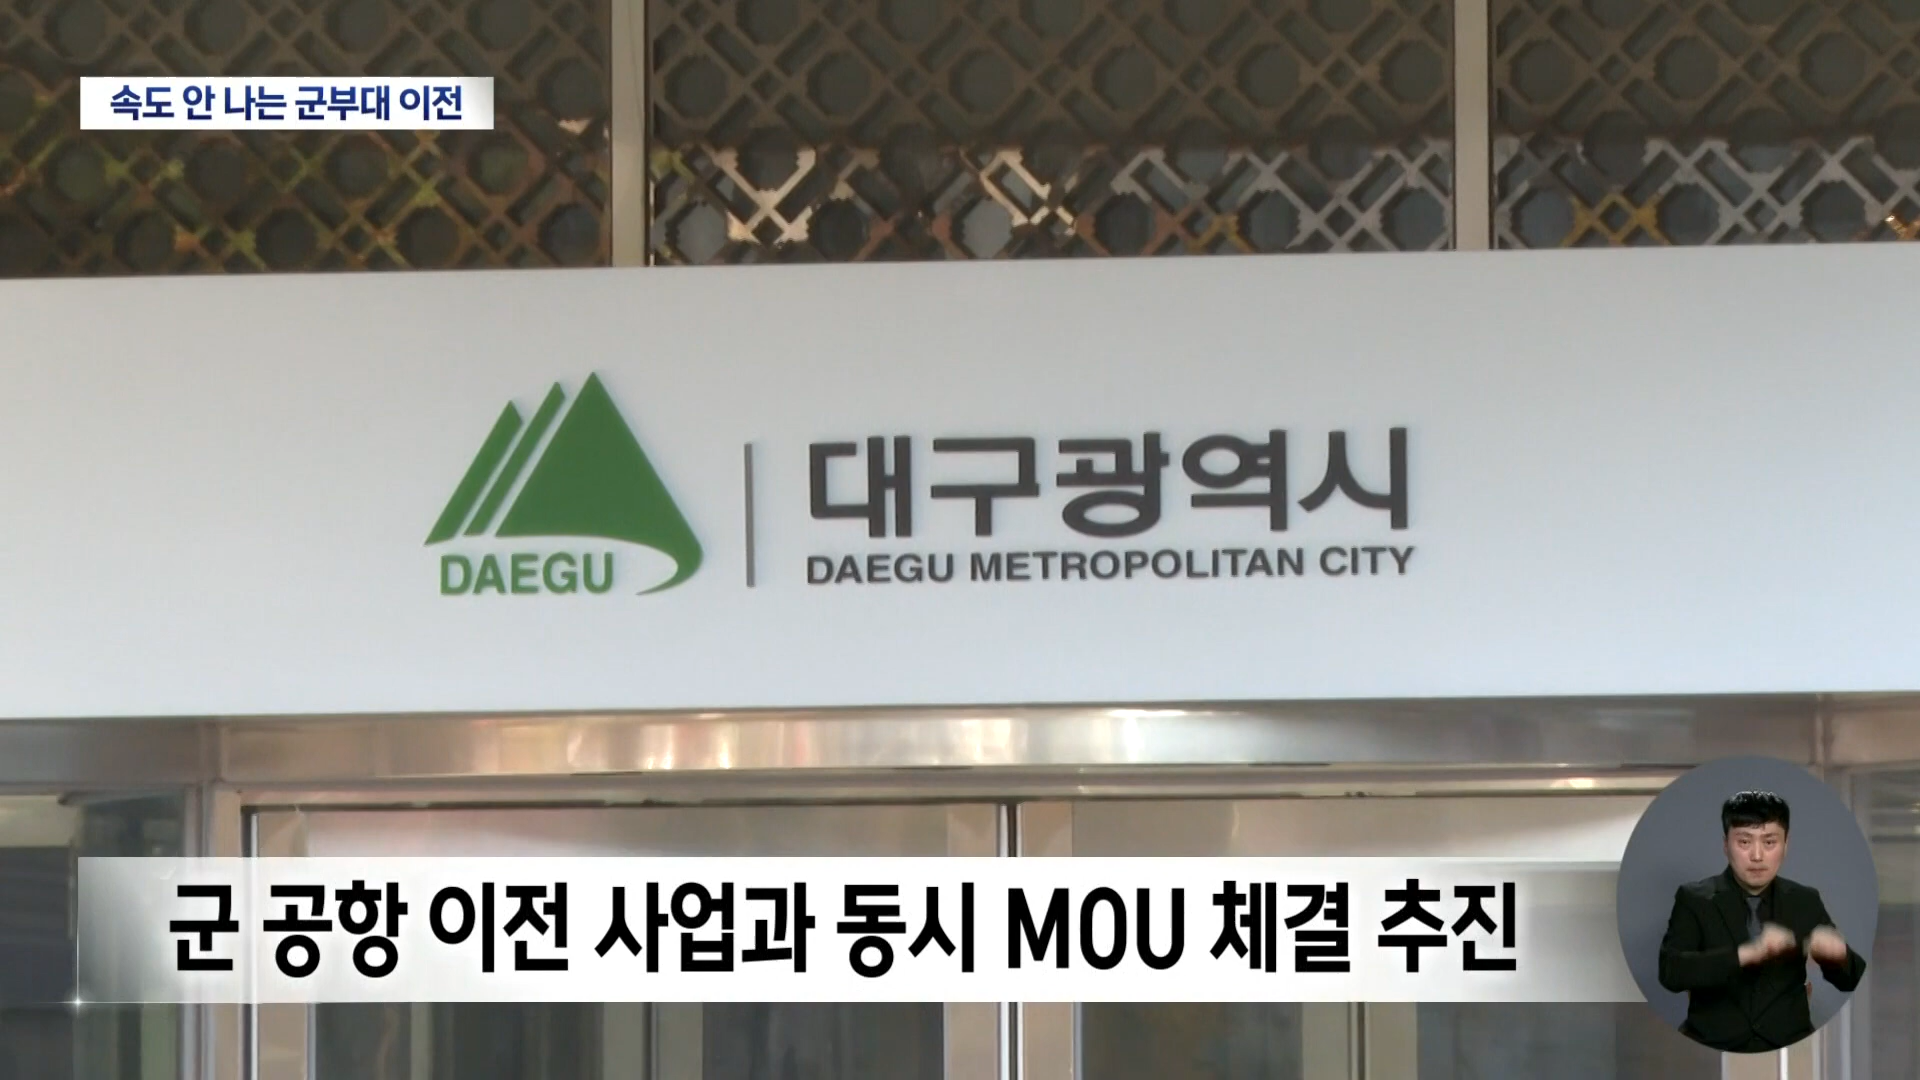 속도 안 나는 군부대 이전
대구광역시
DAEGU METROPOLITAN CITY
DAEGU
군 공항 이전 사업과 동시 MOU 체결 추진